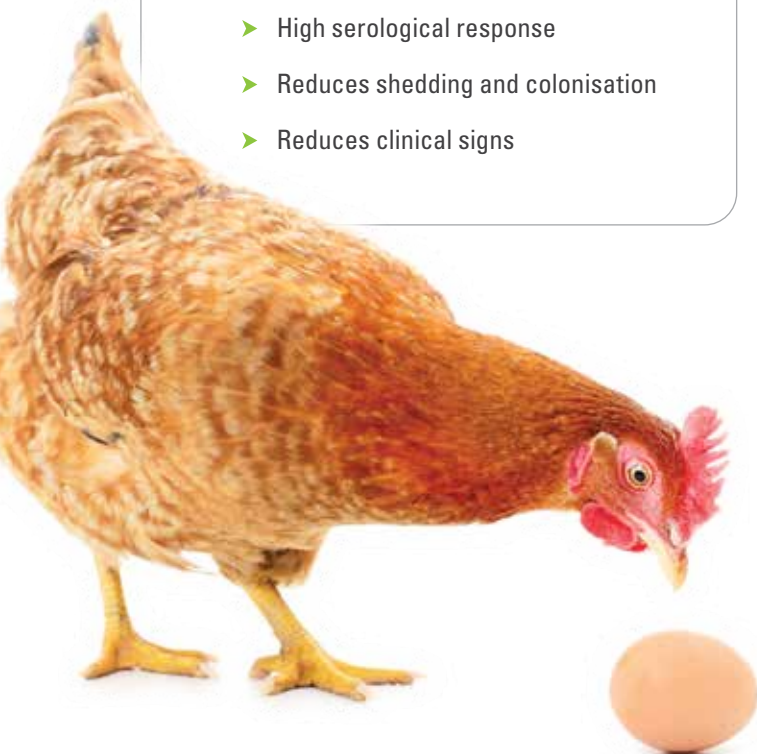 ➤ High serological response
➤ Reduces shedding and colonisation
➤ Reduces clinical signs